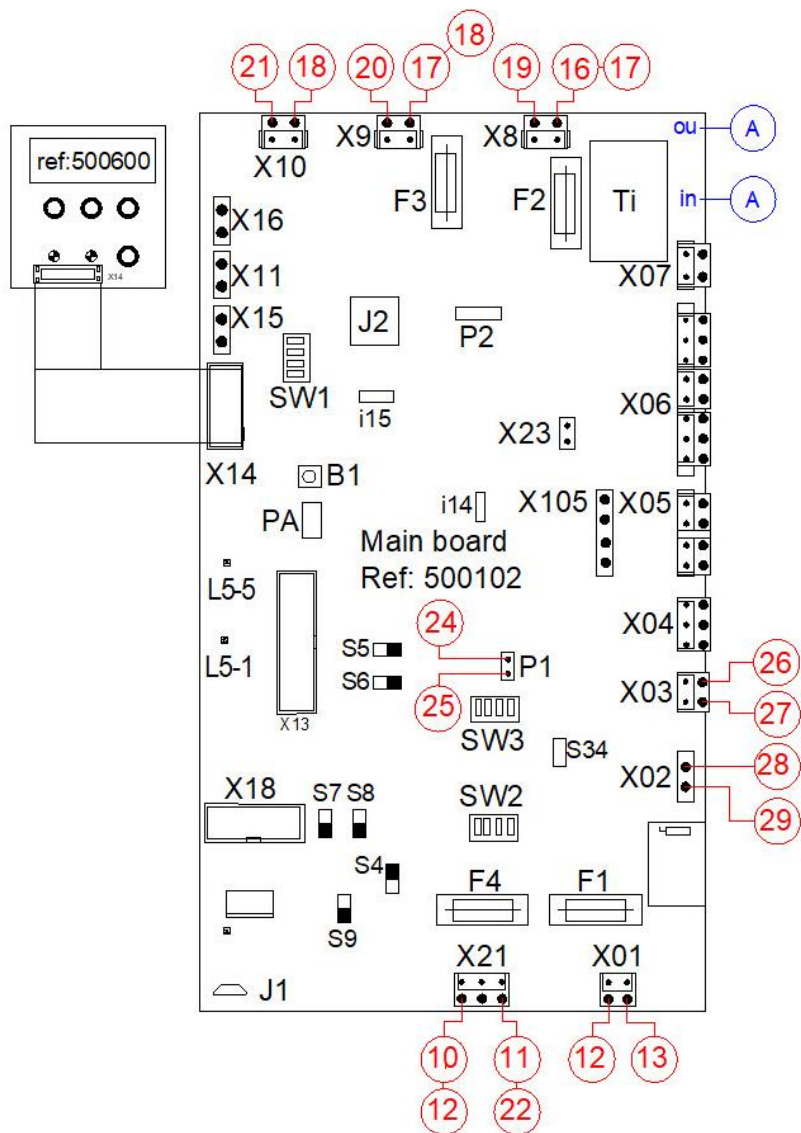 18
21 18 20 17 19 16 17
ou A
X10 X9 X8
ref:500600
F3 F2 Ti in A
X16
X07
X14
X11
X15
J2 P2
SW1
i15
X06
X23
X14
B1
i14 X105 X05
PA
Main board
Ref: 500102
L5-5
24
X04
S5
L5-1
P1
26
S6
X03
25
27
X13
SW3
S34
28
X02
X18 S7 S8 SW2
29
S4
F4 F1
S9
X21 X01
J1
10 11 12 13
12 22